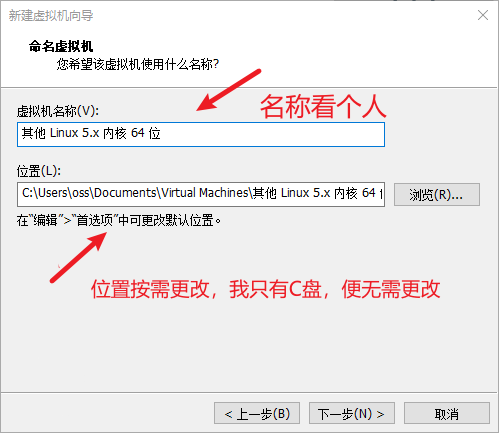 新建虚拟机向导
命名虚拟机
您希望该虚拟机使用什么名称?
虚拟机名称(V):
名称看个人
其他 Linux 5.x 内核 64 位
位置(L):
C:\Users\oss\Documents\Virtual Machines\其他 Linux 5.x 内核 64 位
浏览(R)...
在“编辑”>“首选项”中可更改默认位置。
位置按需更改，我只有C盘，便无需更改
< 上一步(B)
下一步(N) >
取消